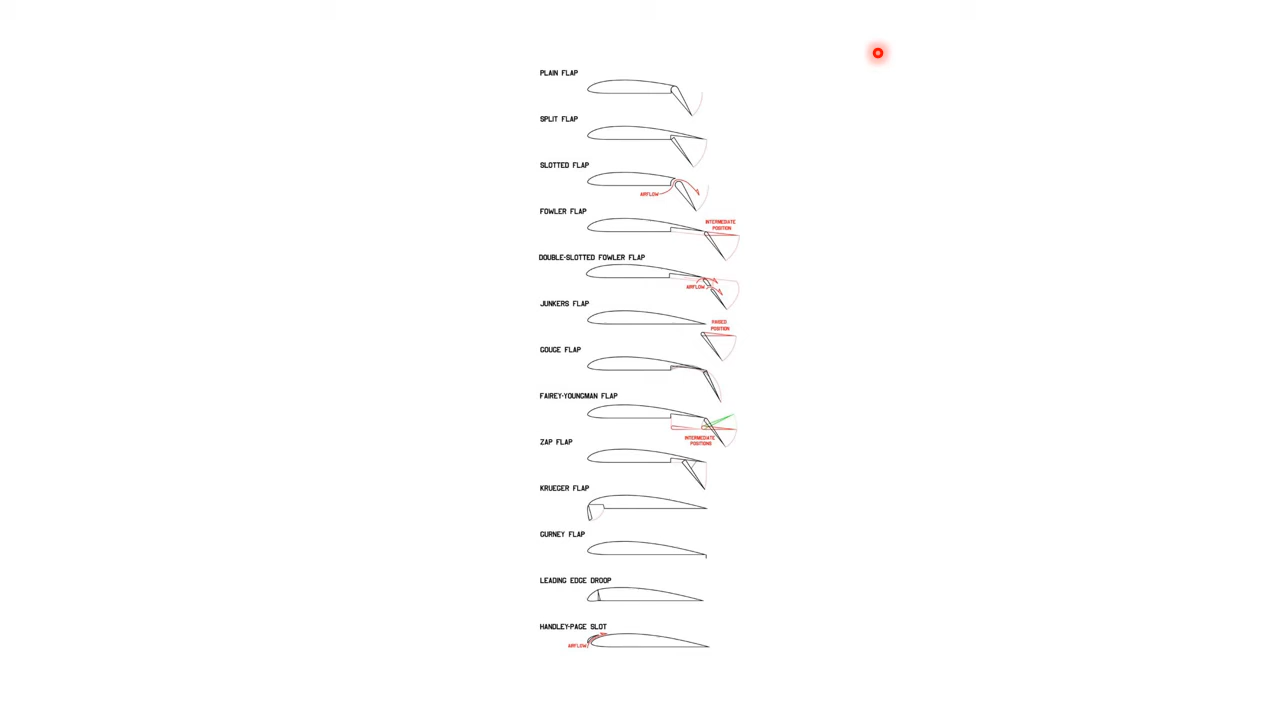 PLAIN FLAP
SPLIT FLAP
SLOTTED FLAP
AIRFLOW
FOWLER FLAP
INTERMEDIATE
POSITION
DOUBLE-SLOTTED FOWLER FLAP
AIRFLOW
JUNKERS FLAP
RAISED
POSITION
GOUGE FLAP
FAIREY-YOUNGMAN FLAP
INTERMEDIATE
POSITIONS
ZAP FLAP
KRUEGER FLAP
GURNEY FLAP
LEADING EDGE DROOP
HANDLEY-PAGE SLOT
AIRFLOW